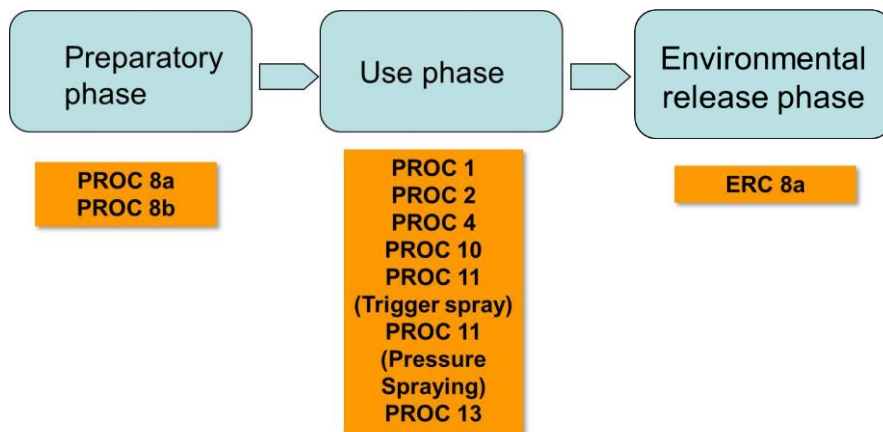 Preparatory
phase
Use phase
Environmental
release phase
PROC 8a
PROC 8b
PROC 1
PROC 2
PROC 4
PROC 10
PROC 11
(Trigger spray)
PROC 11
(Pressure
Spraying)
PROC 13
ERC 8a